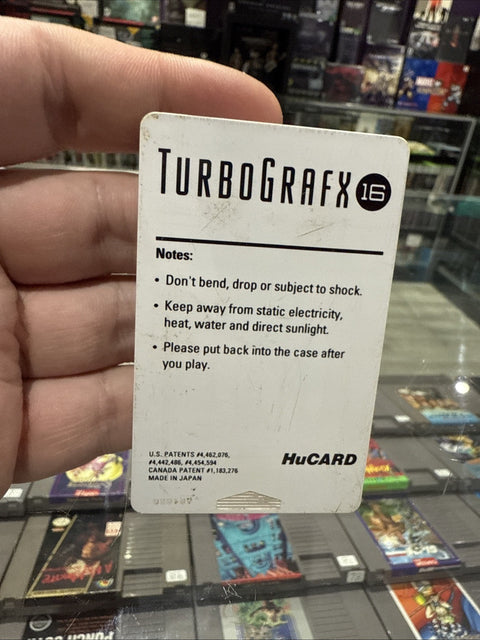 TURBOGRAFX 16
Notes:
• Don't bend, drop or subject to shock.
• Keep away from static electricity,
heat, water and direct sunlight.
• Please put back into the case after
you play.
U.S. PATENTS #4,462,076,
#4,442,486, #4,454,594
CANADA PATENT #1,183,276
MADE IN JAPAN
HuCARD
PUNCH-OUT